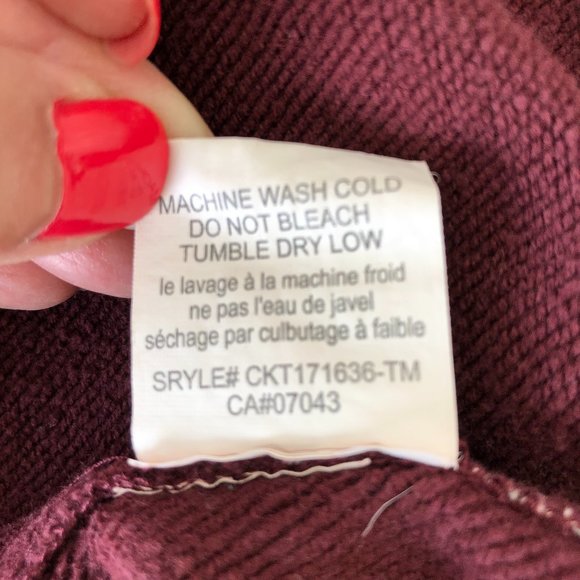 MACHINE WASH COLD
DO NOT BLEACH
TUMBLE DRY LOW
le lavage à la machine froid
ne pas l'eau de javel
séchage par culbutage à faible
SRYLE# CKT171636-TM
CA#07043